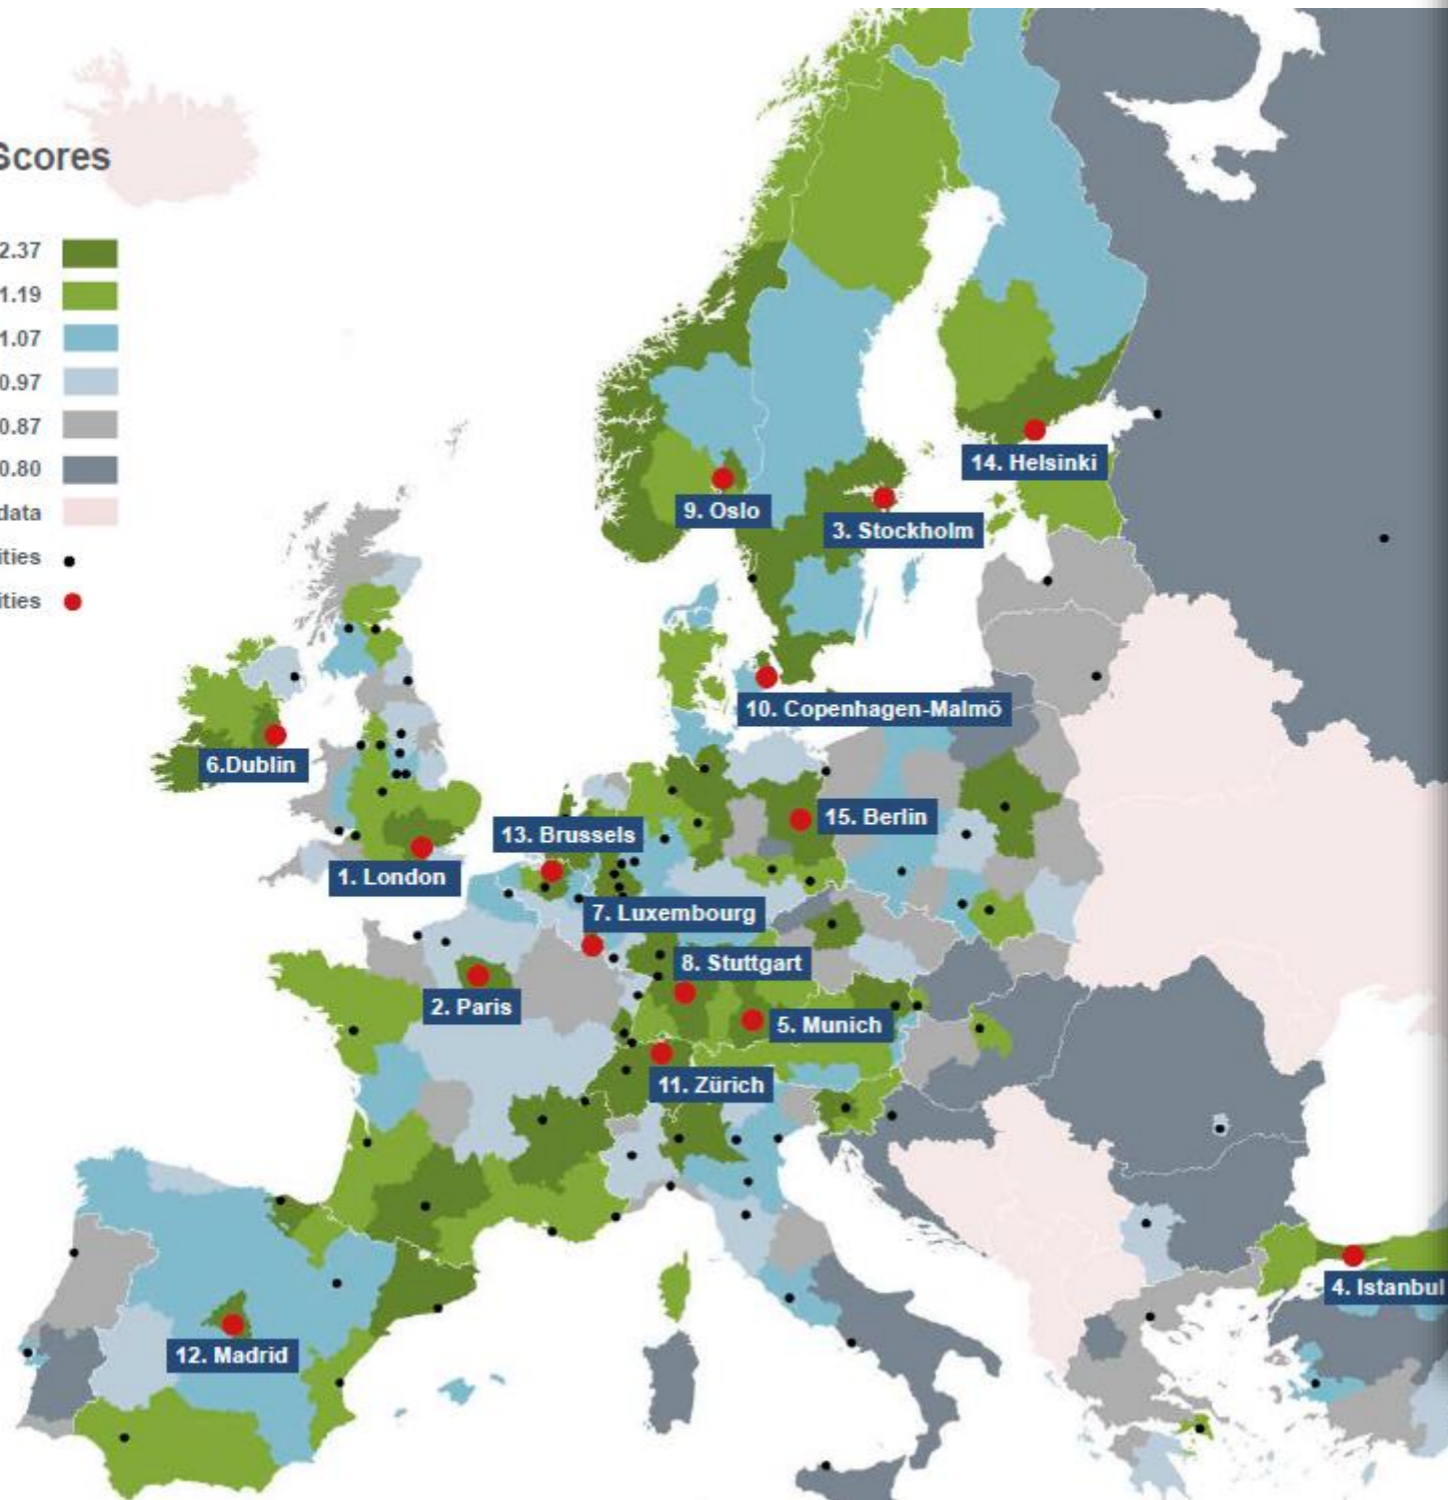 Scores
2.37
1.19
1.07
0.97
0.87
0.80
data
ities
ities
14. Helsinki
9. Oslo
3. Stockholm
10. Copenhagen-Malmö
6.Dublin
15. Berlin
13. Brussels
1. London
7. Luxembourg
8. Stuttgart
2. Paris
5. Munich
11. Zürich
4. Istanbul
12. Madrid